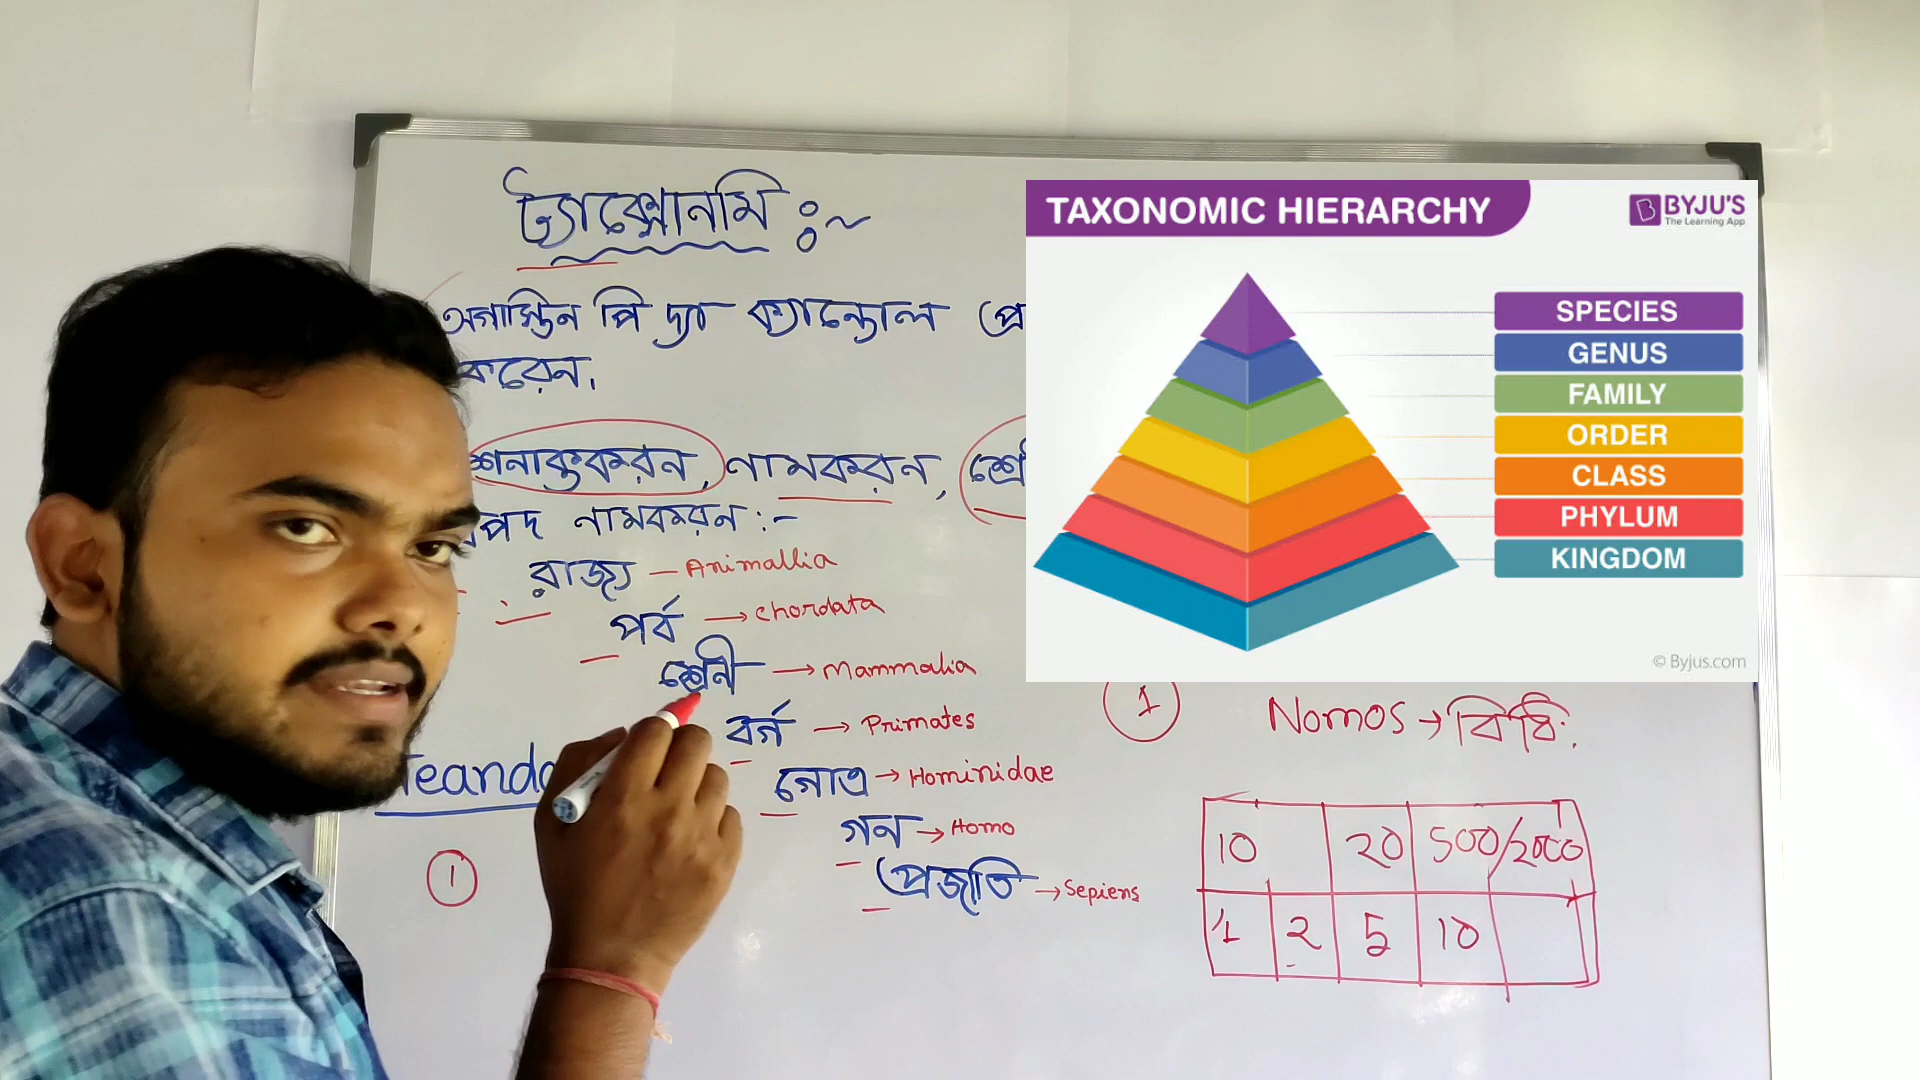 ট্যাক্সোনমি :~
অগাস্তিন পি দ্যা ক্যান্ডোল প্র
করেন.
শনাক্তকরন, নামকরন, শ্রে
পদ নামকরন :-
রাজ্য — Animallia
পর্ব → Chordata
শ্রেনী → Mammalia
বর্গ → Primates
গোত্র → Hominidae
গন → Homo
প্রজাতি → Sepiens
eanda
1
TAXONOMIC HIERARCHY
BYJU'S
The Learning App
SPECIES
GENUS
FAMILY
ORDER
CLASS
PHYLUM
KINGDOM
© Byjus.com
1
Nomos → বিধি.
10 20 500/2000
1 2 5 10